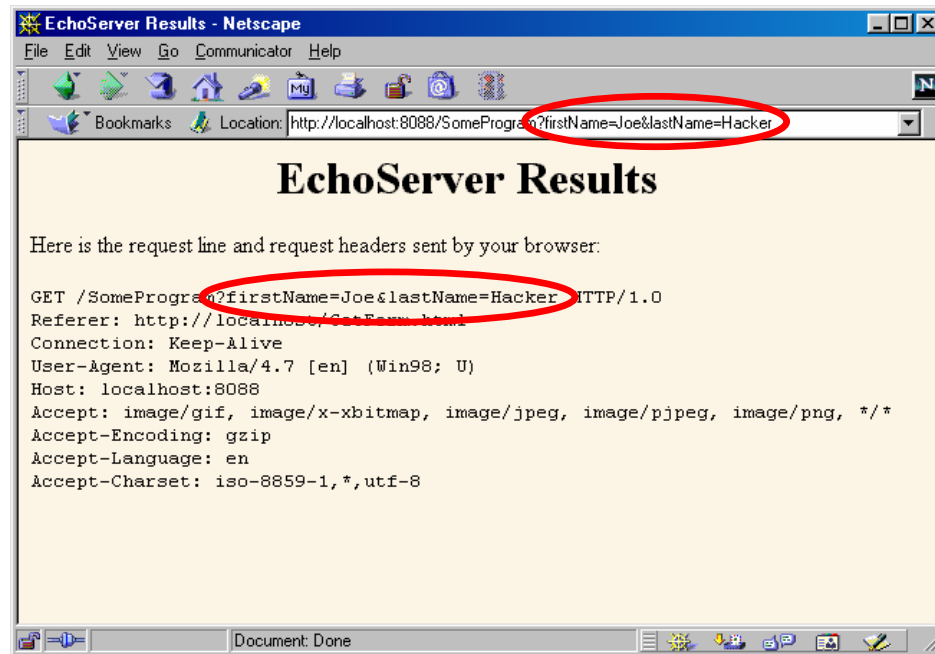 EchoServer Results - Netscape
File Edit View Go Communicator Help
My
N
Bookmarks Location: http://localhost:8088/SomeProgram?firstName=Joe&lastName=Hacker
EchoServer Results
Here is the request line and request headers sent by your browser:
GET /SomeProgram?firstName=Joe&lastName=Hacker HTTP/1.0
Referer: http://localhost/GetForm.html
Connection: Keep-Alive
User-Agent: Mozilla/4.7 [en] (Win98; U)
Host: localhost:8088
Accept: image/gif, image/x-xbitmap, image/jpeg, image/pjpeg, image/png, */*
Accept-Encoding: gzip
Accept-Language: en
Accept-Charset: iso-8859-1,*,utf-8
Document: Done